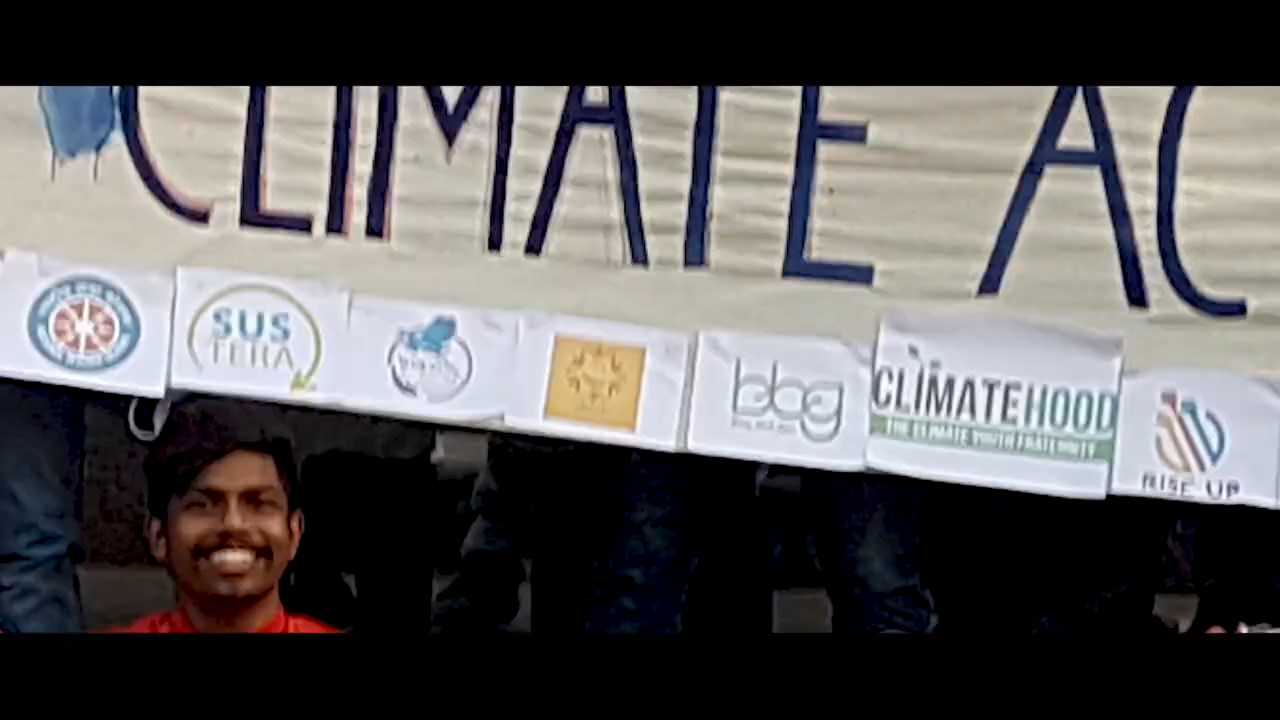 CLIMATE AC
SUS
TERA
bbg
CLIMATEHOOD
THE CLIMATE YOUTH FRATERNITY
RISE UP